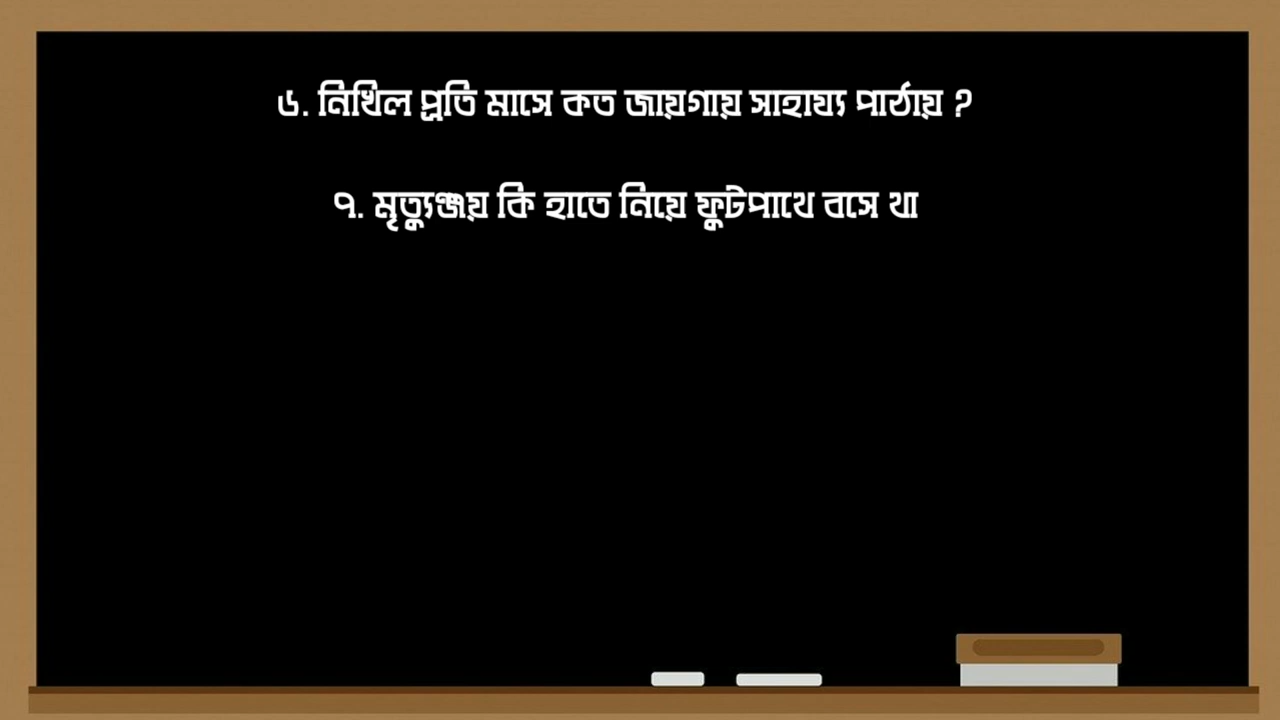 ৬. নিখিল প্রতি মাসে কত জায়গায় সাহায্য পাঠায় ?
৭. মৃত্যুঞ্জয় কি হাতে নিয়ে ফুটপাথে বসে থা